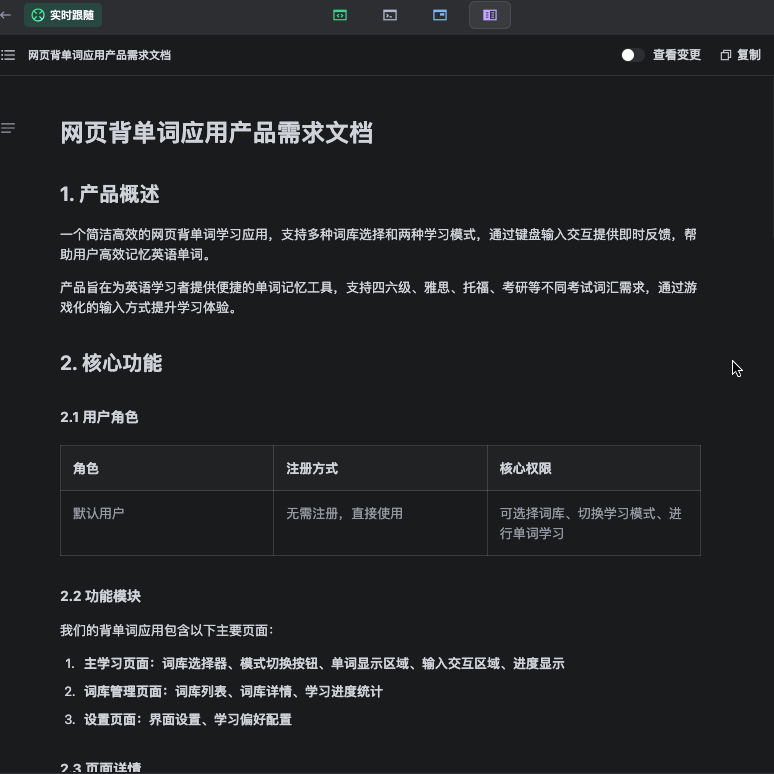 实时跟随
网页背单词应用产品需求文档
查看变更
复制
网页背单词应用产品需求文档
1. 产品概述
一个简洁高效的网页背单词学习应用，支持多种词库选择和两种学习模式，通过键盘输入交互提供即时反馈，帮
助用户高效记忆英语单词。
产品旨在为英语学习者提供便捷的单词记忆工具，支持四六级、雅思、托福、考研等不同考试词汇需求，通过游
戏化的输入方式提升学习体验。
2. 核心功能
2.1 用户角色
角色
注册方式
核心权限
默认用户
无需注册，直接使用
可选择词库、切换学习模式、进
行单词学习
2.2 功能模块
我们的背单词应用包含以下主要页面：
1. 主学习页面：词库选择器、模式切换按钮、单词显示区域、输入交互区域、进度显示
2. 词库管理页面：词库列表、词库详情、学习进度统计
3. 设置页面：界面设置、学习偏好配置
2.3 页面详情